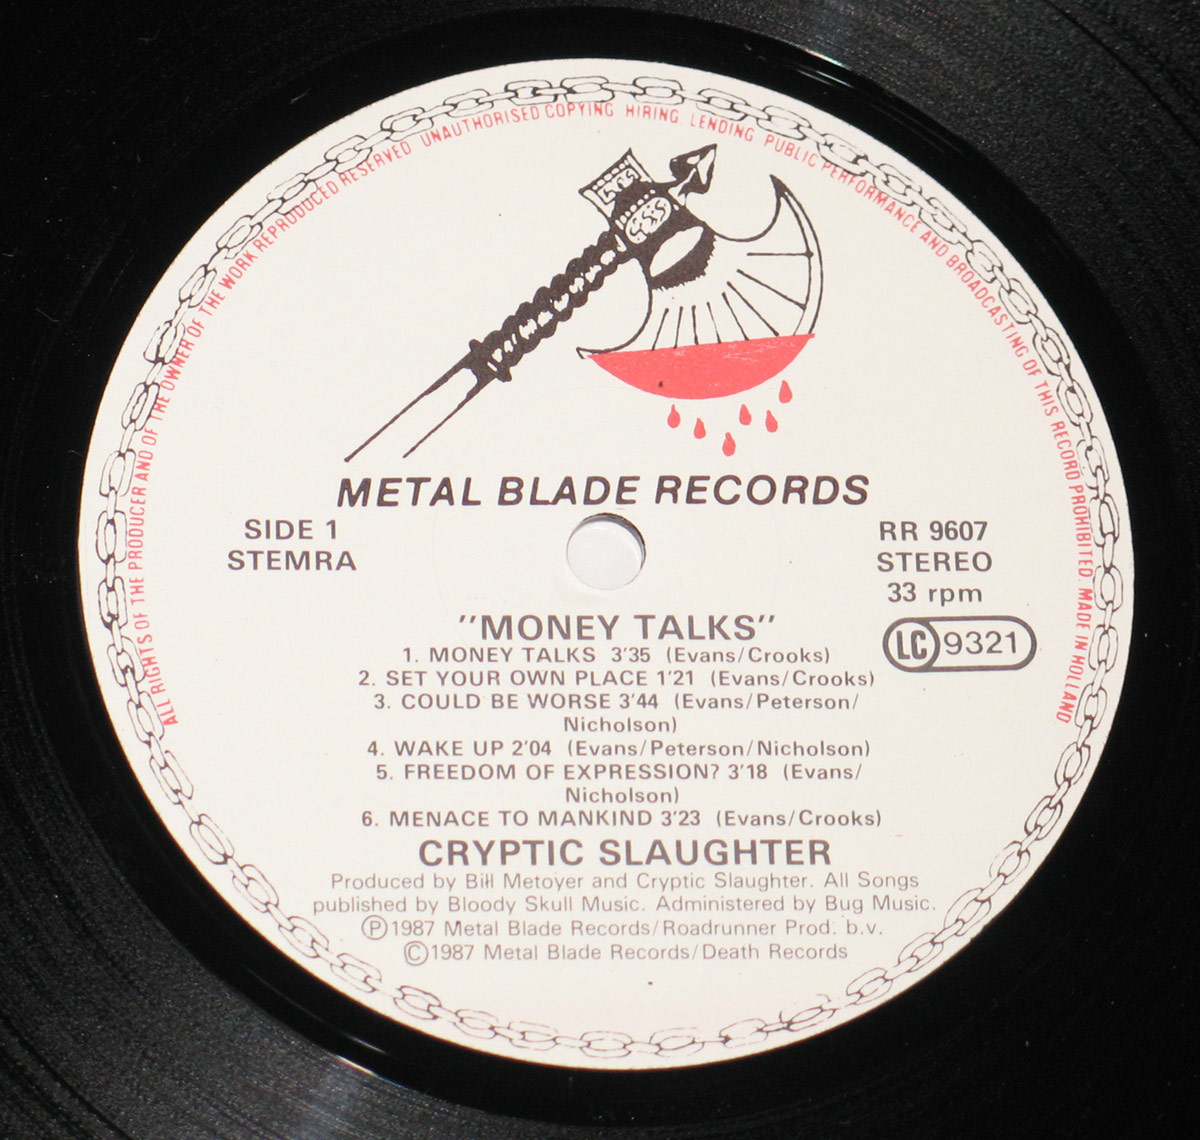 ALL RIGHTS OF THE PRODUCER AND OF THE OWNER OF THE WORK REPRODUCED RESERVED UNAUTHORISED COPYING. HIRING. LENDING. PUBLIC PERFORMANCE AND BROADCASTING OF THIS RECORD PROHIBITED. MADE IN HOLLAND
METAL BLADE RECORDS
SIDE 1
STEMRA
RR 9607
STEREO
33 rpm
LC 9321
"MONEY TALKS"
1. MONEY TALKS 3'35 (Evans/Crooks)
2. SET YOUR OWN PLACE 1'21 (Evans/Crooks)
3. COULD BE WORSE 3'44 (Evans/Peterson/
Nicholson)
4. WAKE UP 2'04 (Evans/Peterson/Nicholson)
5. FREEDOM OF EXPRESSION? 3'18 (Evans/
Nicholson)
6. MENACE TO MANKIND 3'23 (Evans/Crooks)
CRYPTIC SLAUGHTER
Produced by Bill Metoyer and Cryptic Slaughter. All Songs
published by Bloody Skull Music. Administered by Bug Music.
Ⓟ1987 Metal Blade Records/Roadrunner Prod. b.v.
©1987 Metal Blade Records/Death Records